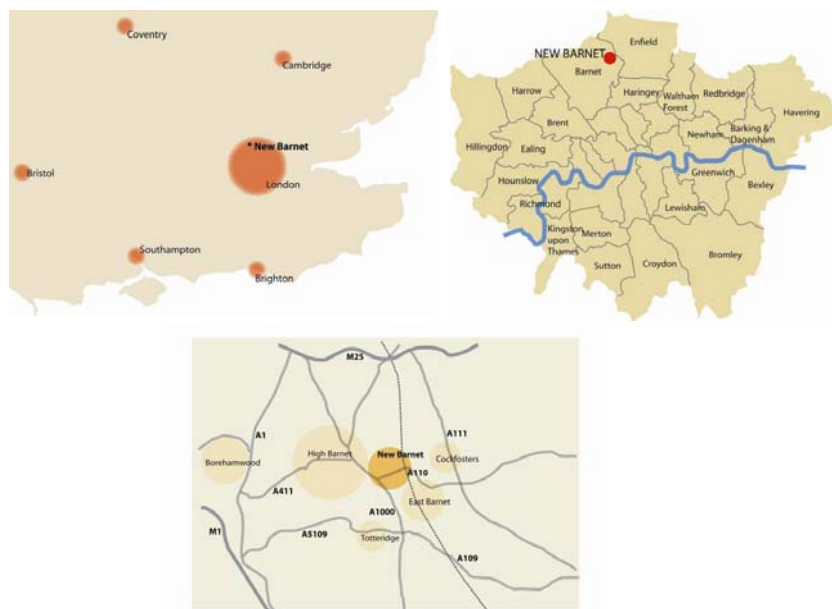 Coventry
Cambridge
New Barnet
London
Bristol
Southampton
Brighton
NEW BARNET
Enfield
Barnet
Harrow
Haringey
Waltham
Forest
Redbridge
Havering
Brent
Newham
Barking &
Dagenham
Hillingdon
Ealing
Hounslow
Greenwich
Bexley
Richmond
Lewisham
Kingston
upon
Thames
Merton
Sutton
Croydon
Bromley
M25
A1
A111
High Barnet
New Barnet
Borehamwood
Cockfosters
A110
A411
East Barnet
A1000
M1
A5109
Totteridge
A109